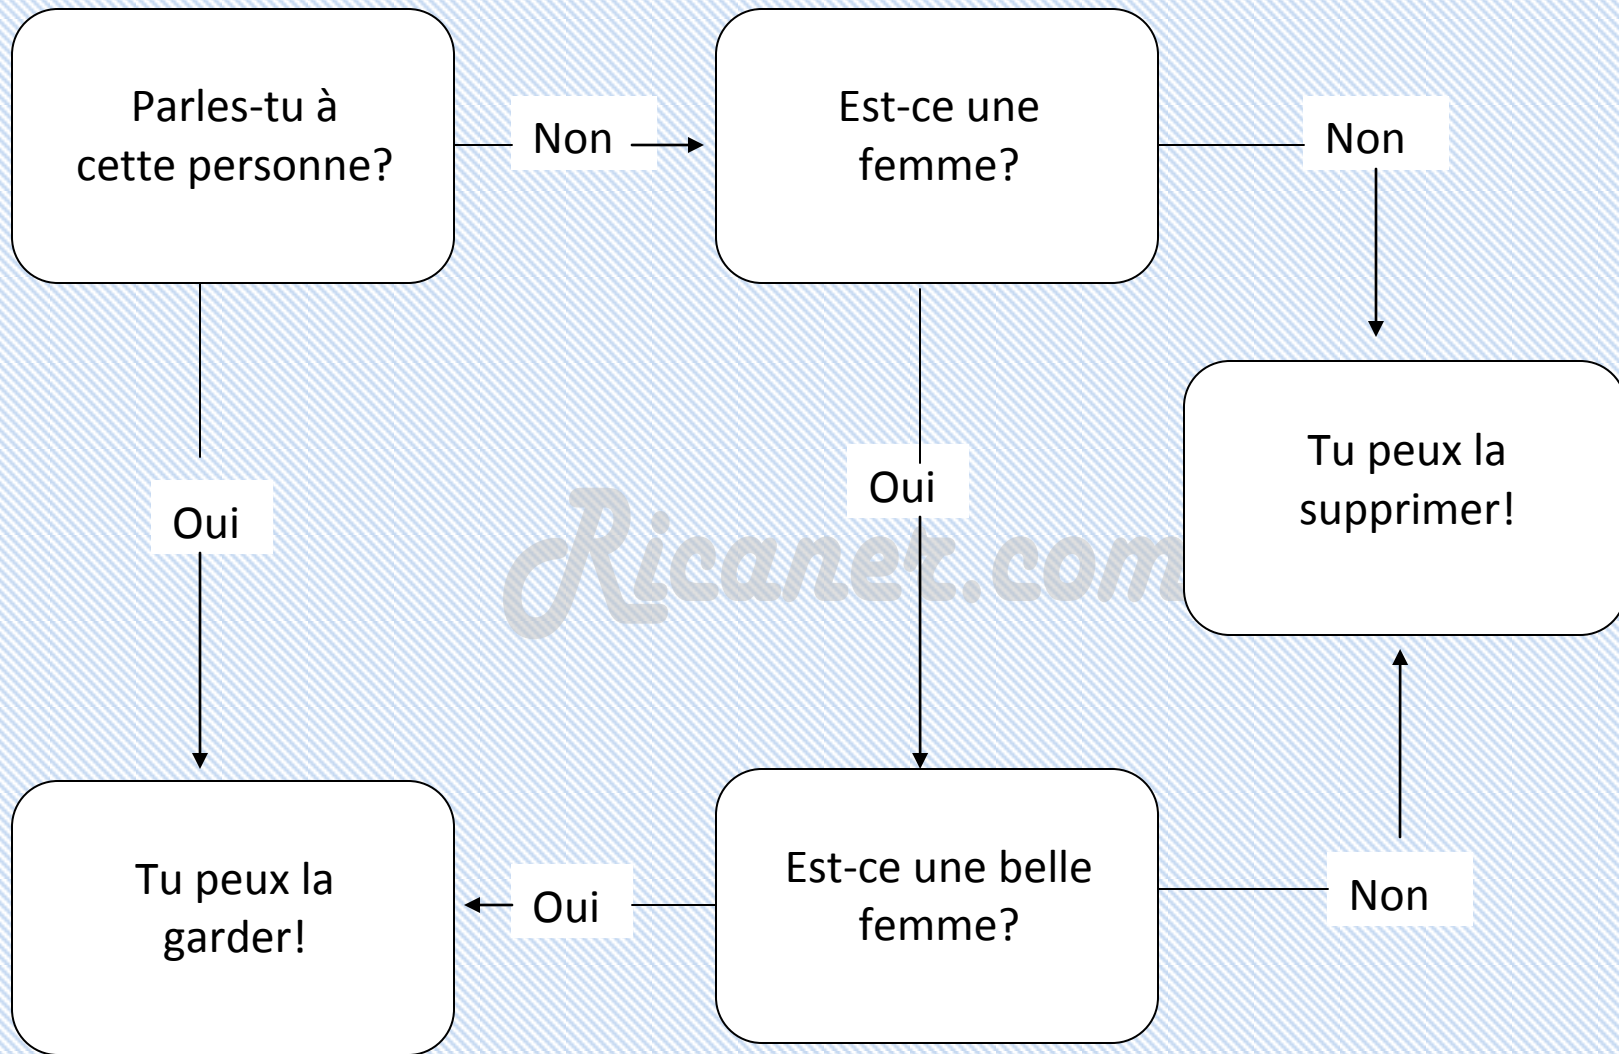 Parles-tu à
cette personne?
Non
Est-ce une
femme?
Non
Tu peux la
supprimer!
Oui
Oui
Ricanez.com
Tu peux la
garder!
Oui
Est-ce une belle
femme?
Non